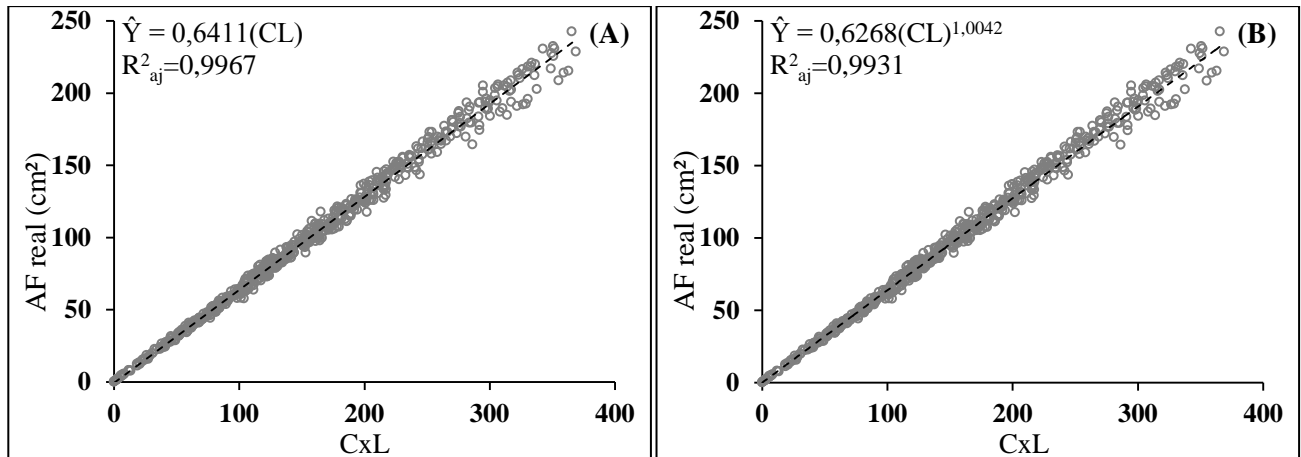 Ŷ = 0,6411(CL)
R²aj=0,9967
(A)
250
200
150
100
50
0
AF real (cm²)
0 100 200 300 400
CxL
Ŷ = 0,6268(CL)¹,⁰⁰⁴²
R²aj=0,9931
(B)
250
200
150
100
50
0
AF real (cm²)
0 100 200 300 400
CxL